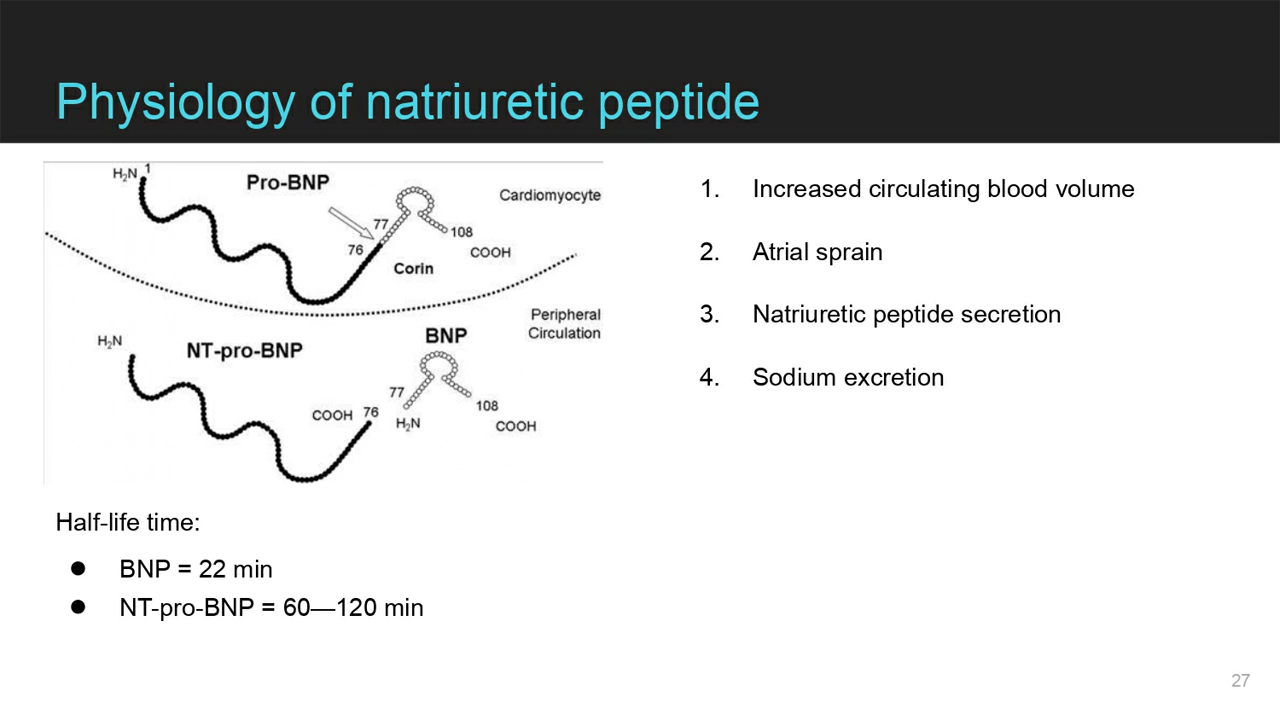 Physiology of natriuretic peptide
H₂N 1
Pro-BNP
Cardiomyocyte
77
108
76
COOH
Corin
Peripheral
Circulation
H₂N
NT-pro-BNP
BNP
77
108
COOH 76
H₂N
COOH
Half-life time:
● BNP = 22 min
● NT-pro-BNP = 60—120 min
1. Increased circulating blood volume
2. Atrial sprain
3. Natriuretic peptide secretion
4. Sodium excretion
27